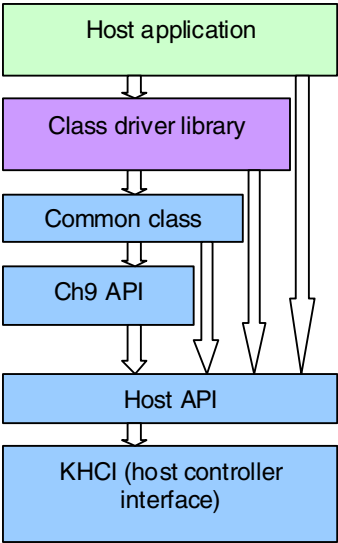 Host application
Class driver library
Common class
Ch9 API
Host API
KHCI (host controller
interface)